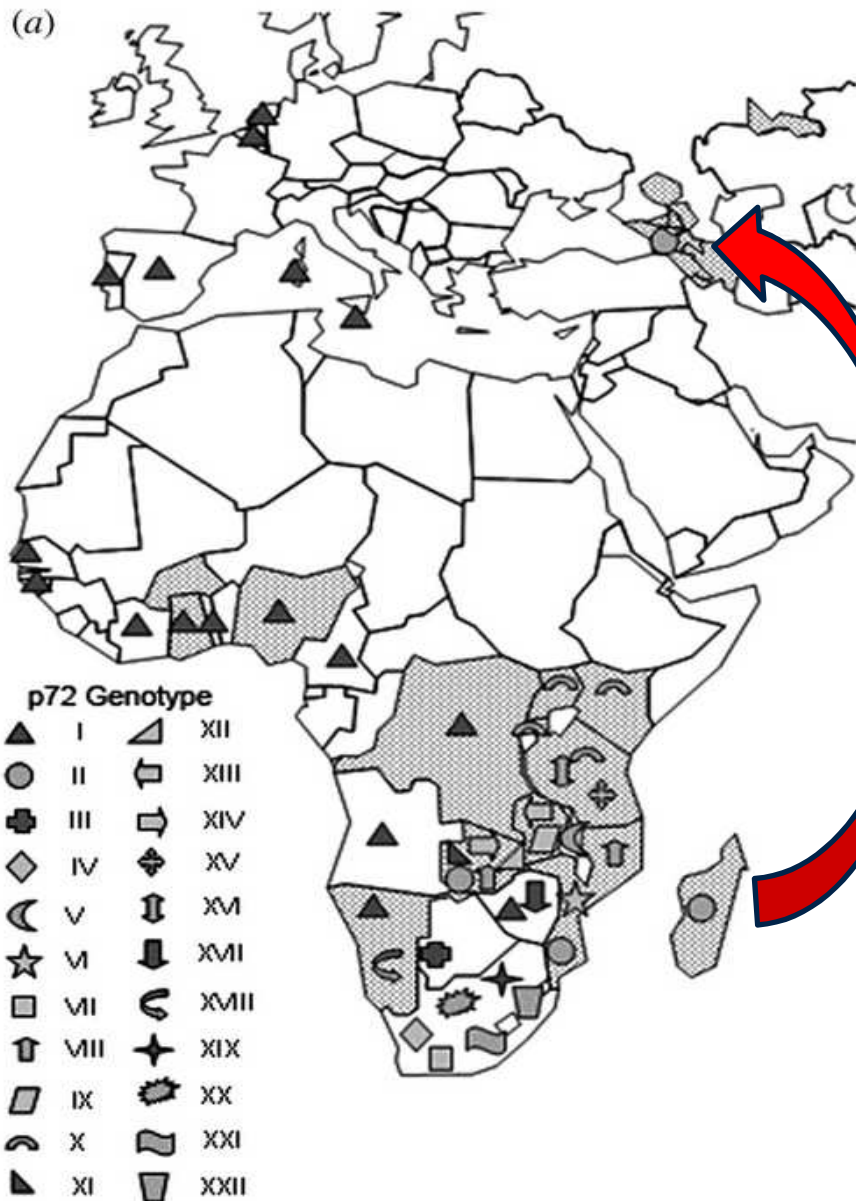 (a)
p72 Genotype
I XII
II XIII
III XIV
IV XV
V XVI
VI XVII
VII XVIII
VIII XIX
IX XX
X XXI
XI XXII